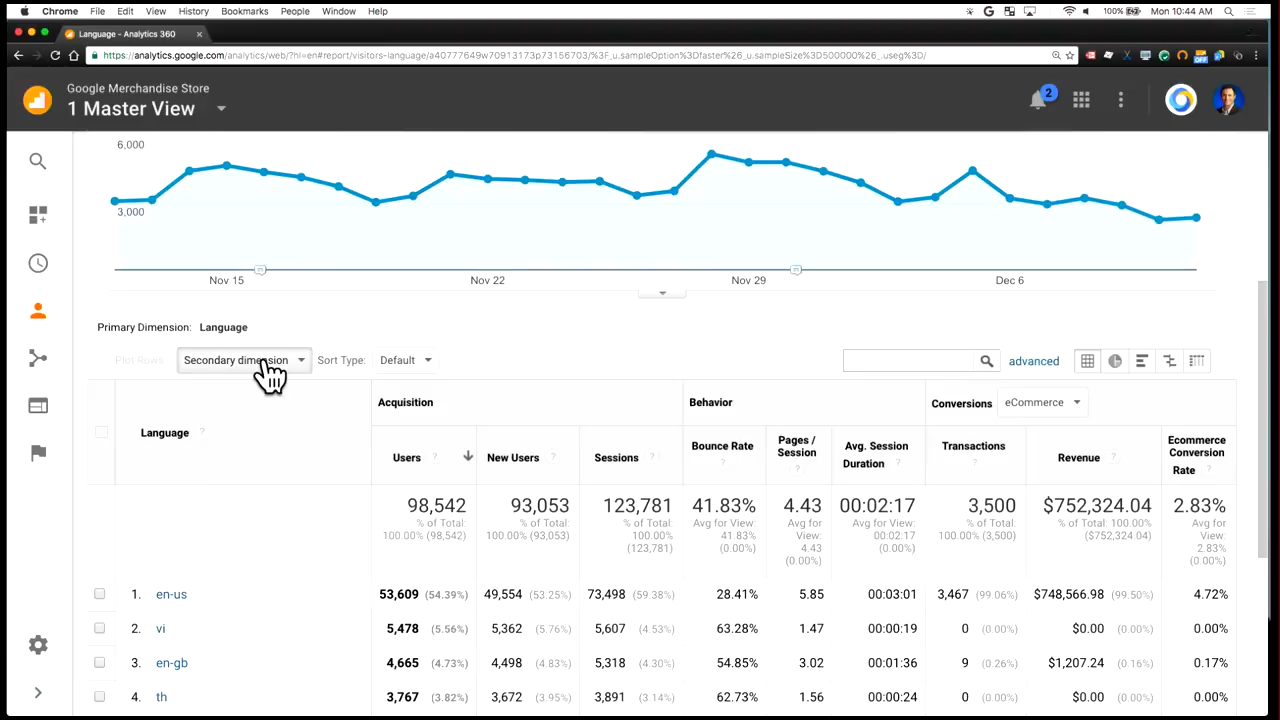 Chrome File Edit View History Bookmarks People Window Help 100% Mon 10:44 AM
Language - Analytics 360
https://analytics.google.com/analytics/web/?hl=en#report/visitors-language/a40777649w70913173p73156703/%3F_u.sampleOption%3Dfaster%26_u.sampleSize%3D500000%26_.useg%3D/
OFF
Google Merchandise Store
1 Master View
2
6,000
3,000
Nov 15 Nov 22 Nov 29 Dec 6
Primary Dimension: Language
Plot Rows Secondary dimension Sort Type: Default advanced
Acquisition Behavior Conversions eCommerce
Language ? Users ? New Users ? Sessions ? Bounce Rate ? Pages / Session ? Avg. Session Duration ? Transactions ? Revenue ? Ecommerce Conversion Rate ?
98,542 93,053 123,781 41.83% 4.43 00:02:17 3,500 $752,324.04 2.83%
% of Total: 100.00% (98,542) % of Total: 100.00% (93,053) % of Total: 100.00% (123,781) Avg for View: 41.83% (0.00%) Avg for View: 4.43 (0.00%) Avg for View: 00:02:17 (0.00%) % of Total: 100.00% (3,500) % of Total: 100.00% ($752,324.04) Avg for View: 2.83% (0.00%)
1. en-us 53,609 (54.39%) 49,554 (53.25%) 73,498 (59.38%) 28.41% 5.85 00:03:01 3,467 (99.06%) $748,566.98 (99.50%) 4.72%
2. vi 5,478 (5.56%) 5,362 (5.76%) 5,607 (4.53%) 63.28% 1.47 00:00:19 0 (0.00%) $0.00 (0.00%) 0.00%
3. en-gb 4,665 (4.73%) 4,498 (4.83%) 5,318 (4.30%) 54.85% 3.02 00:01:36 9 (0.26%) $1,207.24 (0.16%) 0.17%
4. th 3,767 (3.82%) 3,672 (3.95%) 3,891 (3.14%) 62.73% 1.56 00:00:24 0 (0.00%) $0.00 (0.00%) 0.00%